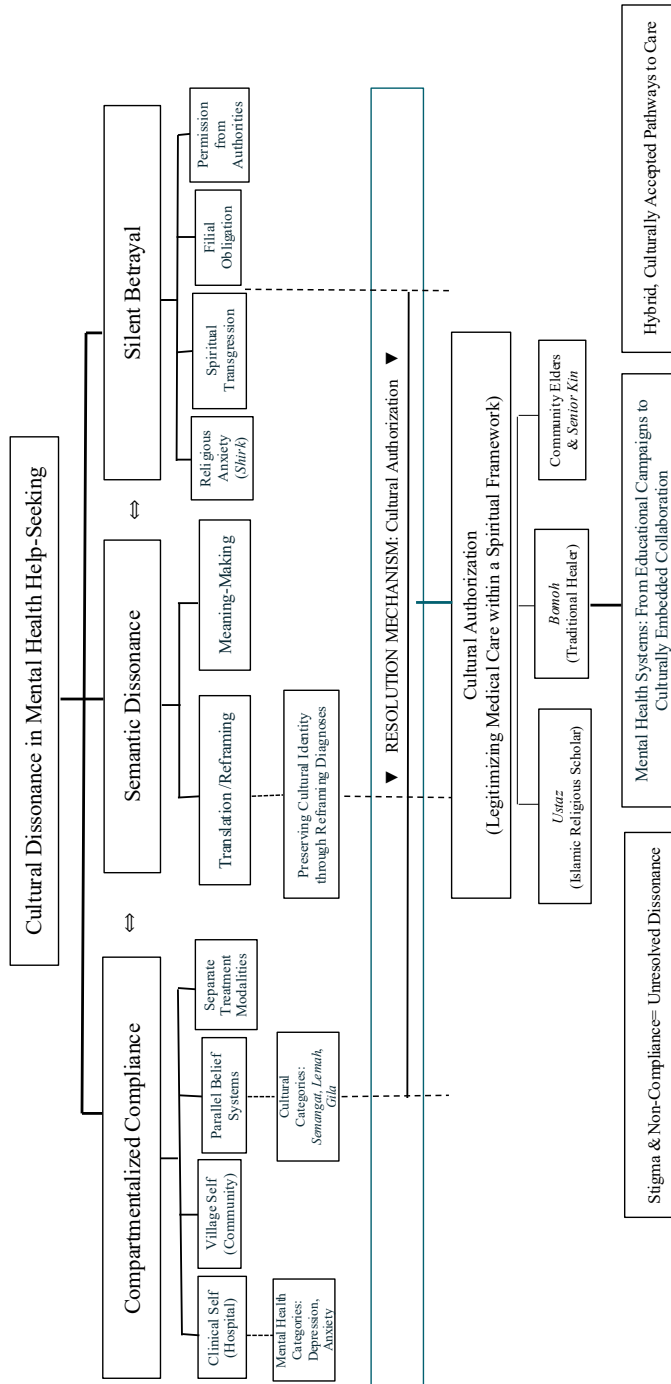 Cultural Dissonance in Mental Health Help-Seeking
Compartmentalized Compliance
⇔
Semantic Dissonance
⇔
Silent Betrayal
Clinical Self
(Hospital)
Village Self
(Community)
Parallel Belief
Systems
Separate
Treatment
Modalities
Translation /Reframing
Meaning-Making
Religious
Anxiety
(Shirk)
Spiritual
Transgression
Filial
Obligation
Permission
from
Authorities
Mental Health
Categories:
Depression,
Anxiety
Cultural
Categories:
Semangat, Lemah,
Gila
Preserving Cultural Identity
through Reframing Diagnoses
▼ RESOLUTION MECHANISM: Cultural Authorization ▼
Cultural Authorization
(Legitimizing Medical Care within a Spiritual Framework)
Ustaz
(Islamic Religious Scholar)
Bomoh
(Traditional Healer)
Community Elders
& Senior Kin
Stigma & Non-Compliance= Unresolved Dissonance
Mental Health Systems: From Educational Campaigns to
Culturally Embedded Collaboration
Hybrid, Culturally Accepted Pathways to Care